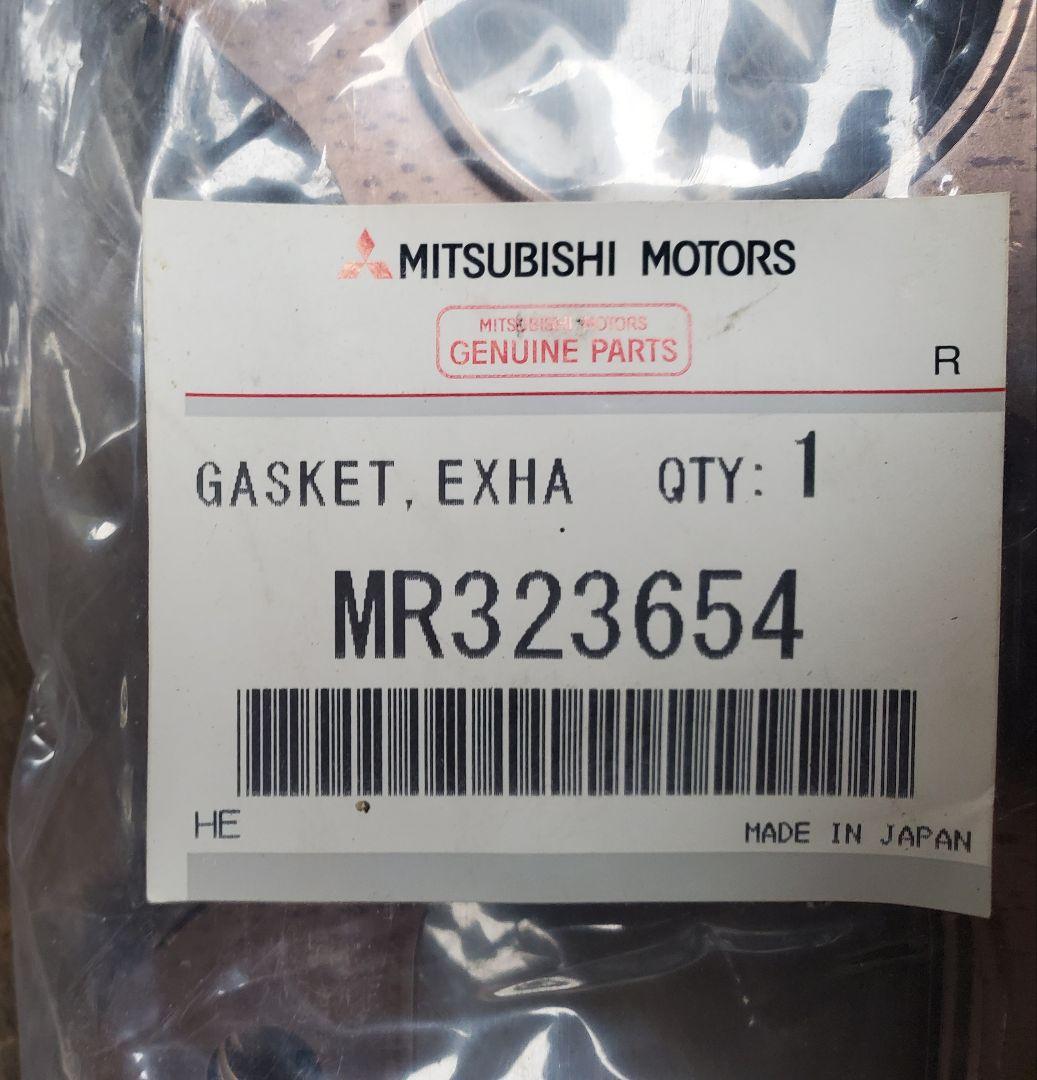 MITSUBISHI MOTORS
MITSUBISHI MOTORS
GENUINE PARTS
R
GASKET, EXHA QTY: 1
MR323654
HE
MADE IN JAPAN